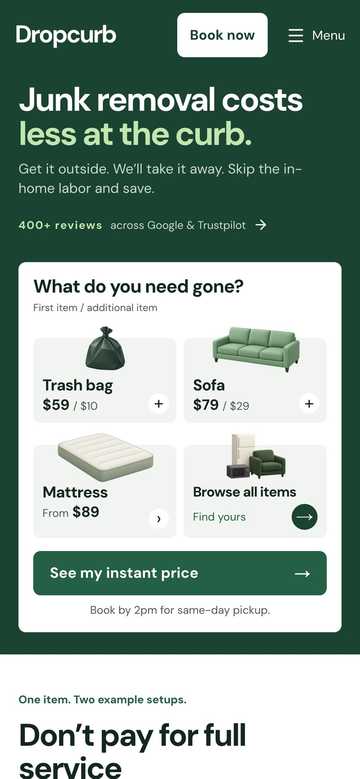 Dropcurb
Book now
Menu
Junk removal costs
less at the curb.
Get it outside. We’ll take it away. Skip the in-
home labor and save.
400+ reviews across Google & Trustpilot →
What do you need gone?
First item / additional item
Trash bag
$59 / $10
+
Sofa
$79 / $29
+
Mattress
From $89
›
Browse all items
Find yours
→
See my instant price →
Book by 2pm for same-day pickup.
One item. Two example setups.
Don’t pay for full
service